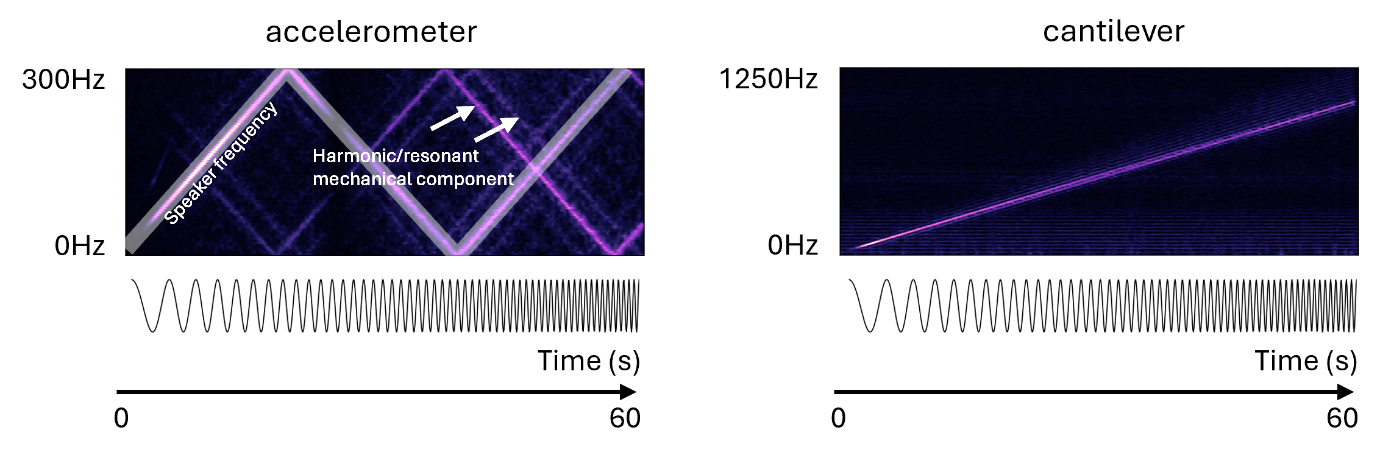 accelerometer
300Hz
Speaker frequency
Harmonic/resonant
mechanical component
0Hz
Time (s)
0
60
cantilever
1250Hz
0Hz
Time (s)
0
60